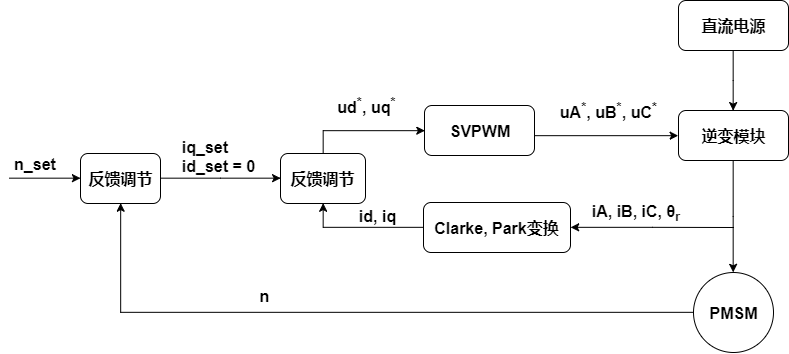 直流电源
ud*, uq*
SVPWM
uA*, uB*, uC*
逆变模块
n_set
反馈调节
iq_set
id_set = 0
反馈调节
id, iq
Clarke, Park变换
iA, iB, iC, θr
n
PMSM